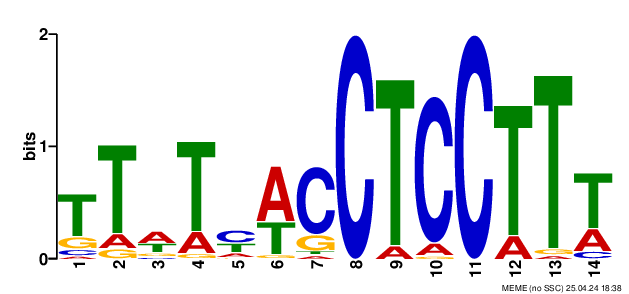 2
bits
1
0
T T A T C A C C T C C T T T
G A T A T T G A A A G A
C G C G A G T G A C
A
1 2 3 4 5 6 7 8 9 10 11 12 13 14
MEME (no SSC) 25.04.24 18:38